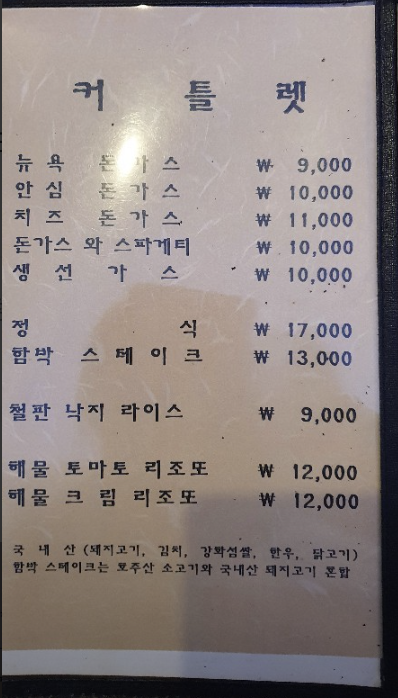 커틀렛
뉴욕 돈가스 ₩ 9,000
안심 돈가스 ₩ 10,000
치즈 돈가스 ₩ 11,000
돈가스 와 스파게티 ₩ 10,000
생선가스 ₩ 10,000
정식 ₩ 17,000
함박 스테이크 ₩ 13,000
철판 낙지 라이스 ₩ 9,000
해물 토마토 리조또 ₩ 12,000
해물 크림 리조또 ₩ 12,000
국내산 (돼지고기, 김치, 강화섬쌀, 한우, 닭고기)
함박 스테이크는 호주산 소고기와 국내산 돼지고기 혼합